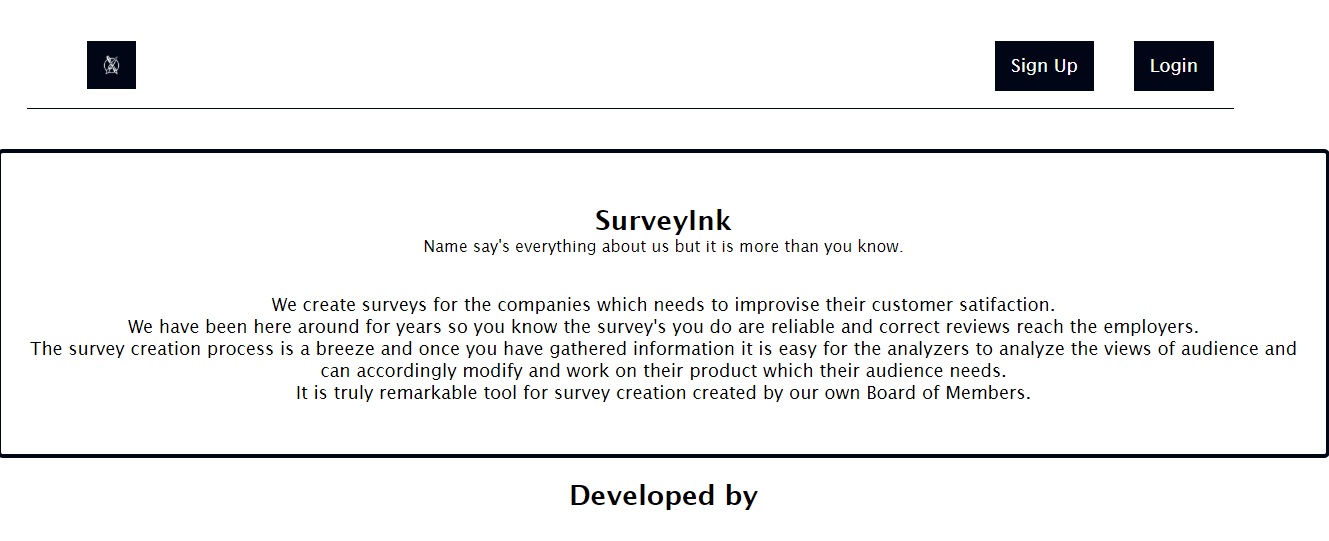 Sign Up Login
SurveyInk
Name say's everything about us but it is more than you know.
We create surveys for the companies which needs to improvise their customer satifaction.
We have been here around for years so you know the survey's you do are reliable and correct reviews reach the employers.
The survey creation process is a breeze and once you have gathered information it is easy for the analyzers to analyze the views of audience and
can accordingly modify and work on their product which their audience needs.
It is truly remarkable tool for survey creation created by our own Board of Members.
Developed by